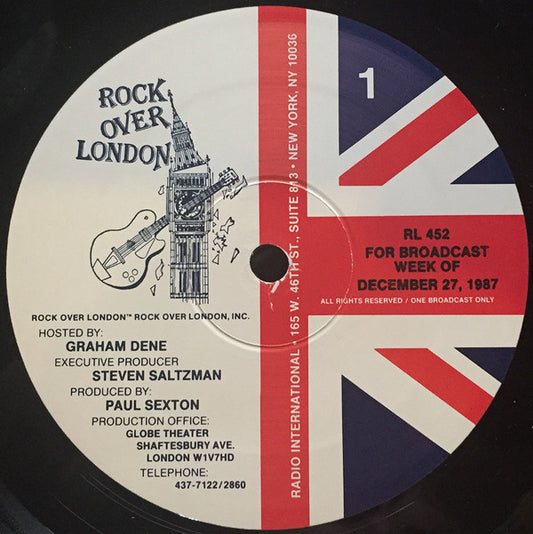 ROCK
OVER
LONDON
ROCK OVER LONDON™ ROCK OVER LONDON, INC.
HOSTED BY:
GRAHAM DENE
EXECUTIVE PRODUCER
STEVEN SALTZMAN
PRODUCED BY:
PAUL SEXTON
PRODUCTION OFFICE:
GLOBE THEATER
SHAFTESBURY AVE.
LONDON W1V7HD
TELEPHONE:
437-7122/2860
RADIO INTERNATIONAL • 165 W. 46TH ST., SUITE 813 • NEW YORK, NY 10036
1
RL 452
FOR BROADCAST
WEEK OF
DECEMBER 27, 1987
ALL RIGHTS RESERVED / ONE BROADCAST ONLY